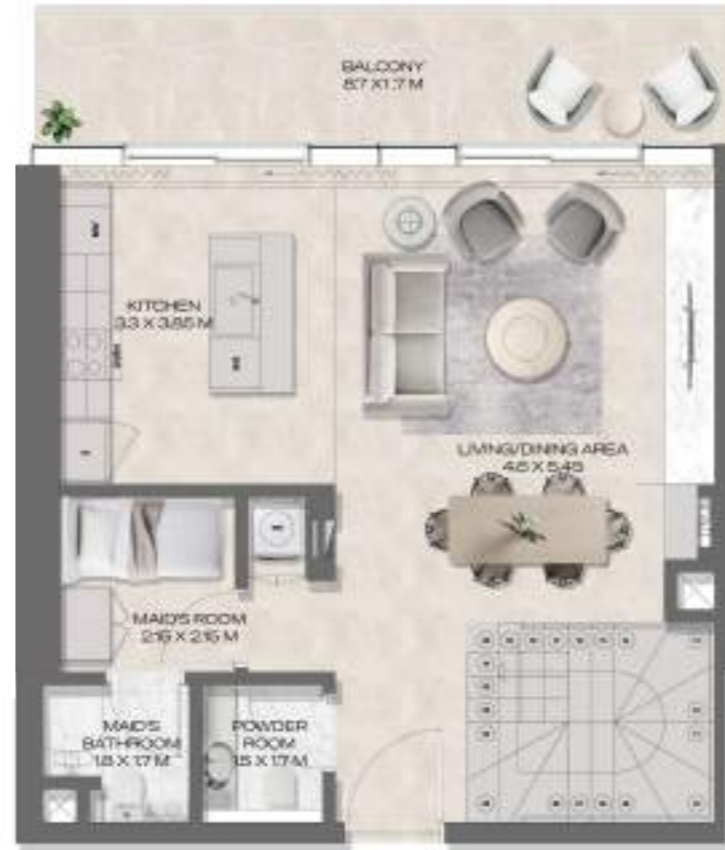 BALCONY
8.7 X 1.7 M
KITCHEN
3.3 X 3.85 M
LIVING/DINING AREA
4.6 X 5.45
MAID'S ROOM
2.15 X 2.15 M
MAID'S
BATHROOM
1.8 X 1.7 M
POWDER
ROOM
1.5 X 1.7 M